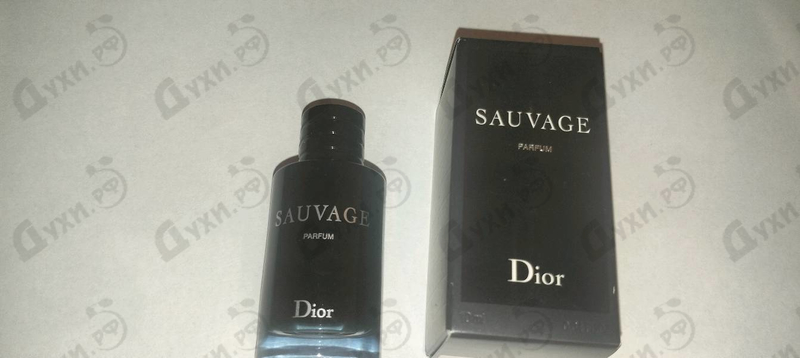 SAUVAGE
PARFUM
Dior
SAUVAGE
PARFUM
Dior
Духи.рф